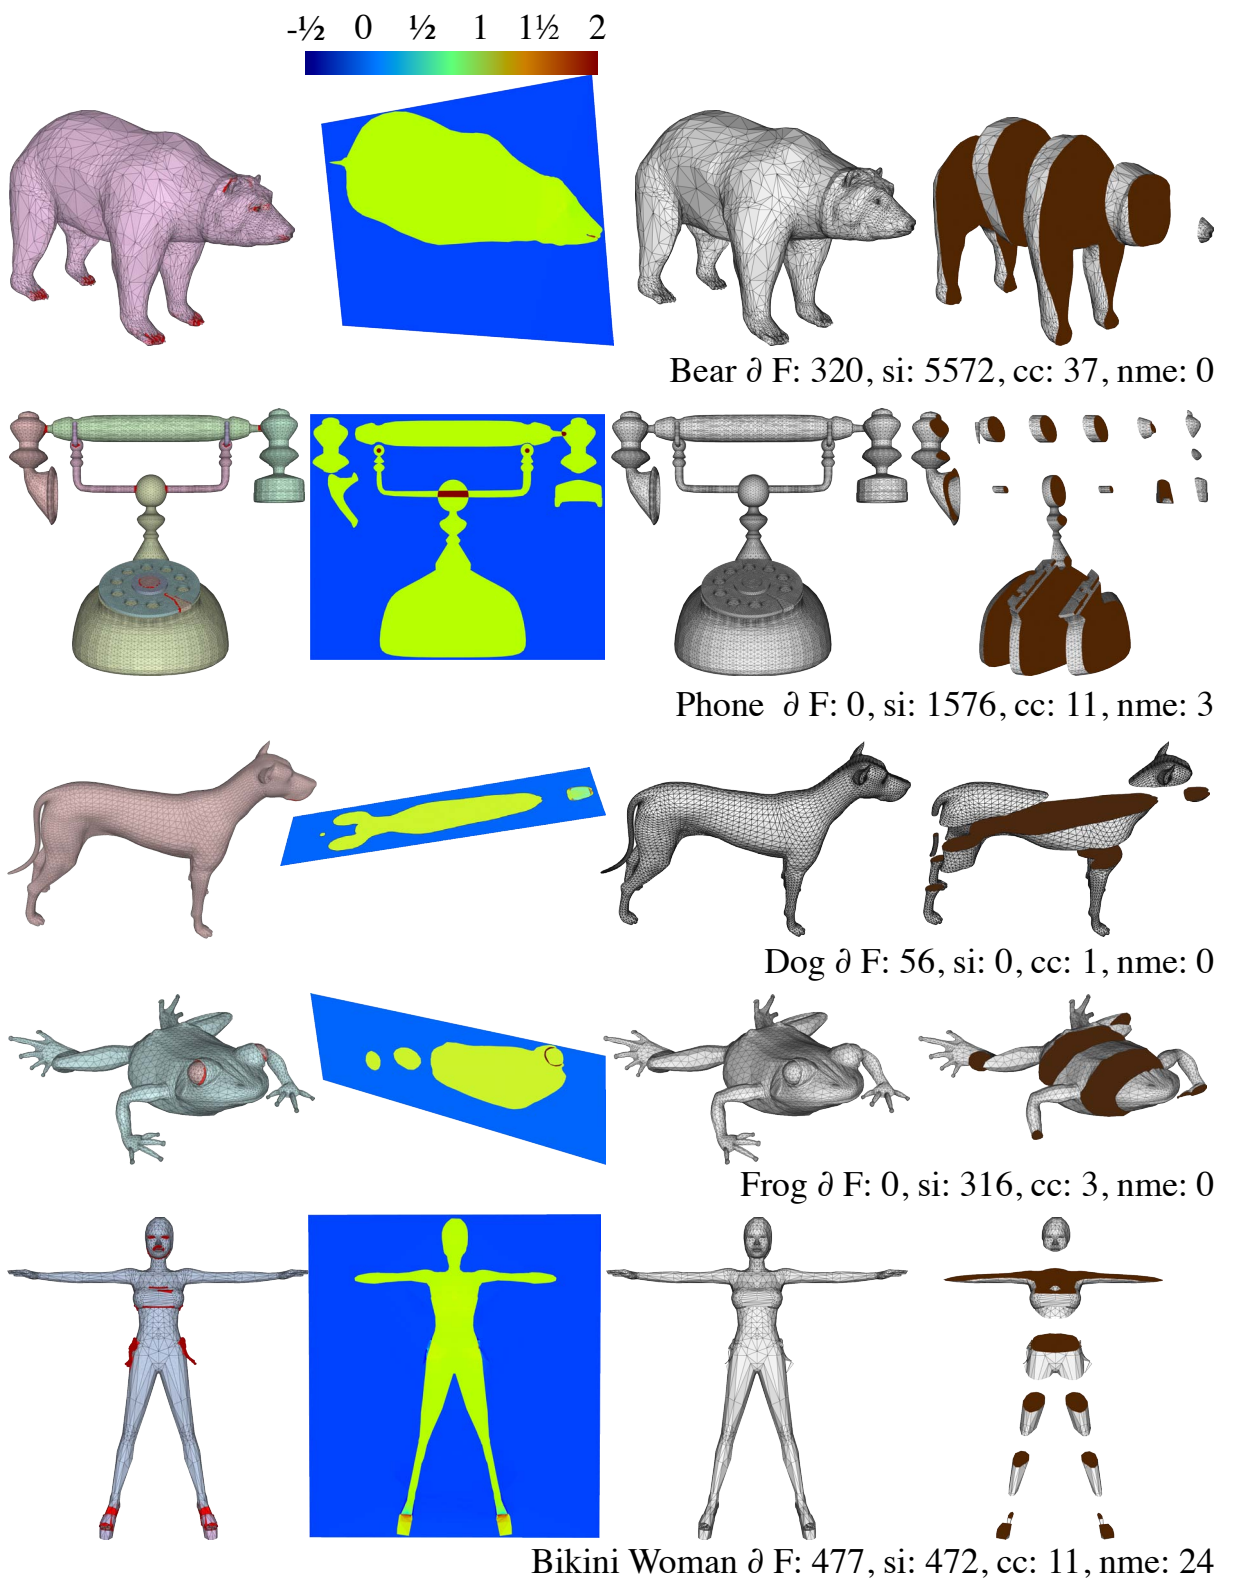 -½ 0 ½ 1 1½ 2
Bear ∂ F: 320, si: 5572, cc: 37, nme: 0
Phone ∂ F: 0, si: 1576, cc: 11, nme: 3
Dog ∂ F: 56, si: 0, cc: 1, nme: 0
Frog ∂ F: 0, si: 316, cc: 3, nme: 0
Bikini Woman ∂ F: 477, si: 472, cc: 11, nme: 24